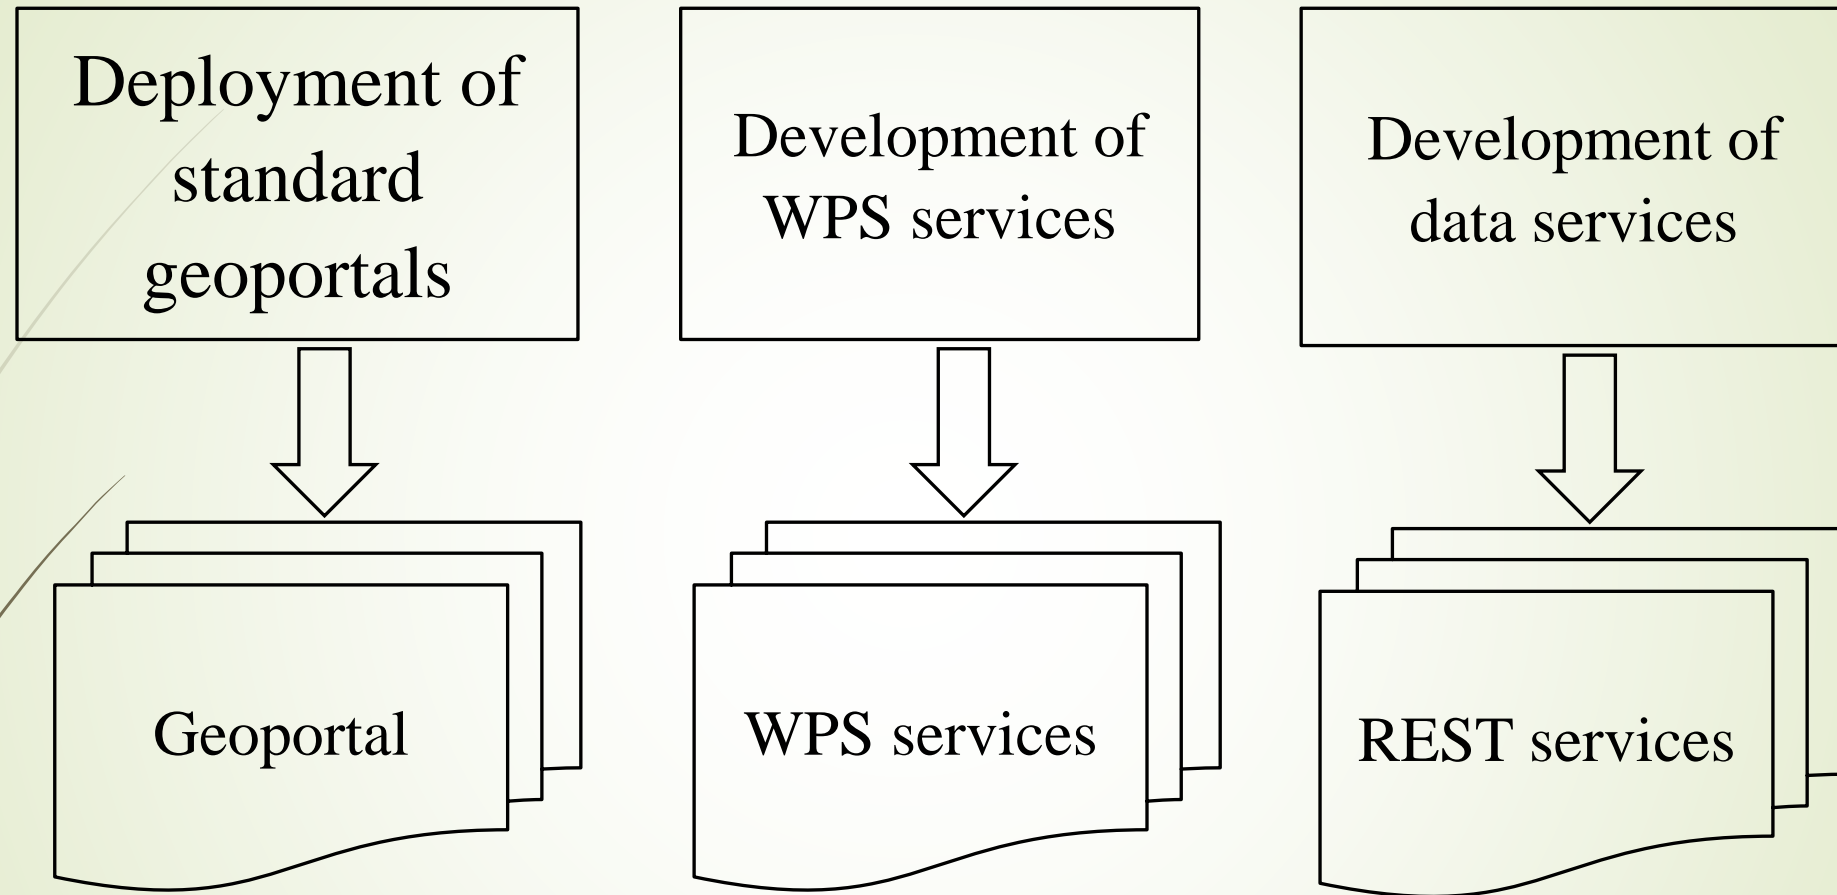 Deployment of
standard
geoportals
Development of
WPS services
Development of
data services
Geoportal
WPS services
REST services